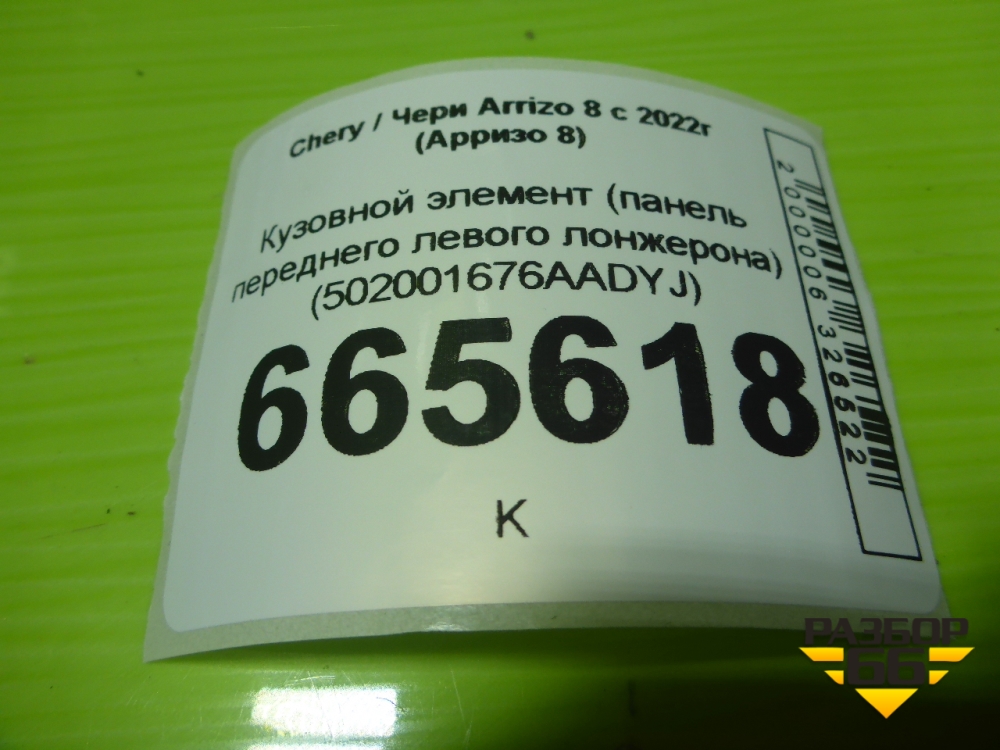 Chery / Чери Arrizo 8 с 2022г
(Арризо 8)
Кузовной элемент (панель
переднего левого лонжерона)
(502001676AADYJ)
665618
К
2000006326522
РАЗБОР
66